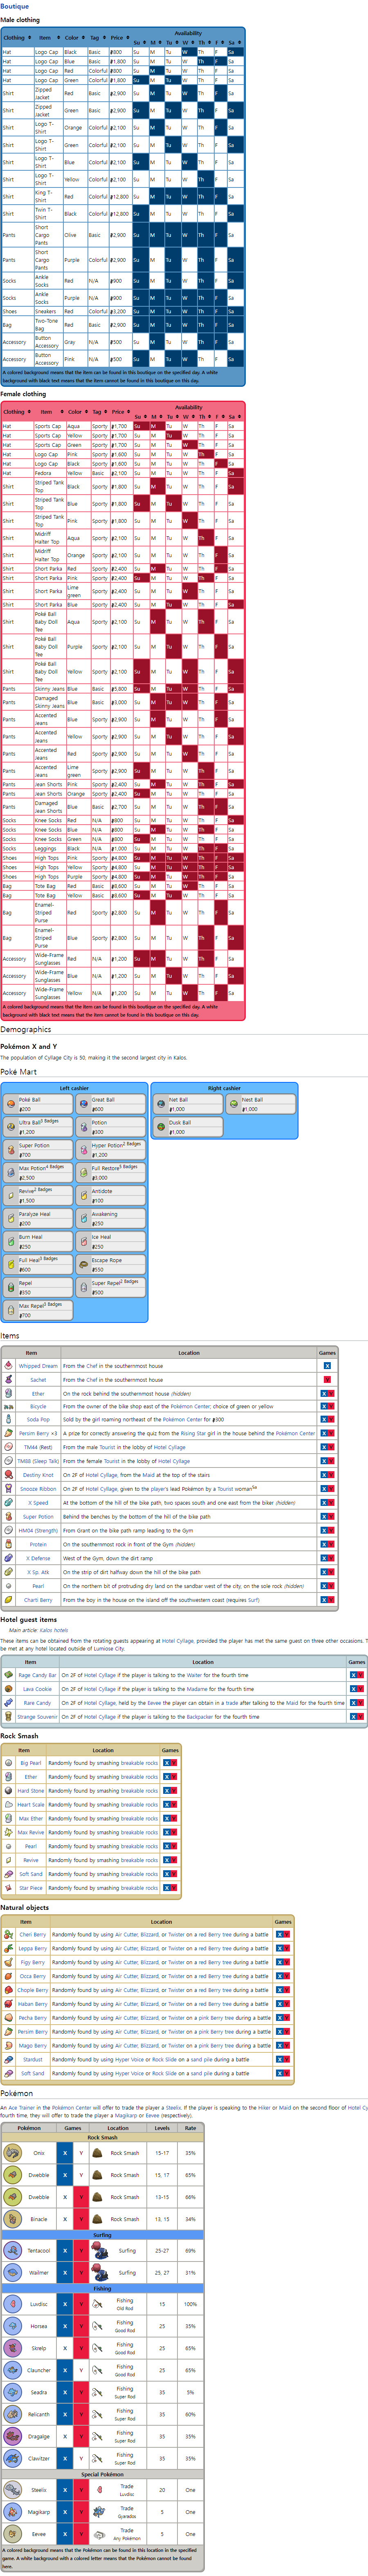 Boutique
Male clothing
Clothing Item Color Tag Price Availability
Su M Tu W Th F Sa
Hat Logo Cap Black Basic 800 Su M Tu W Th F Sa
Hat Logo Cap Blue Basic 1,800 Su M Tu W Th F Sa
Hat Logo Cap Red Colorful 800 Su M Tu W Th F Sa
Hat Logo Cap Green Colorful 1,800 Su M Tu W Th F Sa
Shirt Zipped Jacket Red Basic 2,900 Su M Tu W Th F Sa
Shirt Zipped Jacket Green Basic 2,900 Su M Tu W Th F Sa
Shirt Logo T-Shirt Orange Colorful 2,100 Su M Tu W Th F Sa
Shirt Logo T-Shirt Green Colorful 2,100 Su M Tu W Th F Sa
Shirt Logo T-Shirt Blue Colorful 2,100 Su M Tu W Th F Sa
Shirt Logo T-Shirt Yellow Colorful 2,100 Su M Tu W Th F Sa
Shirt King T-Shirt Red Colorful 12,800 Su M Tu W Th F Sa
Shirt Twin T-Shirt Black Colorful 12,800 Su M Tu W Th F Sa
Pants Short Cargo Pants Olive Basic 2,900 Su M Tu W Th F Sa
Pants Short Cargo Pants Purple Colorful 2,900 Su M Tu W Th F Sa
Socks Ankle Socks Red N/A 900 Su M Tu W Th F Sa
Socks Ankle Socks Purple N/A 900 Su M Tu W Th F Sa
Shoes Sneakers Red Colorful 3,200 Su M Tu W Th F Sa
Bag Two-Tone Bag Red Basic 2,900 Su M Tu W Th F Sa
Accessory Button Accessory Gray N/A 500 Su M Tu W Th F Sa
Accessory Button Accessory Pink N/A 500 Su M Tu W Th F Sa
A colored background means that the item can be found in this boutique on the specified day. A white
background with black text means that the item cannot be found in this boutique on this day.
Female clothing
Clothing Item Color Tag Price Availability
Su M Tu W Th F Sa
Hat Sports Cap Aqua Sporty 1,700 Su M Tu W Th F Sa
Hat Sports Cap Yellow Sporty 1,700 Su M Tu W Th F Sa
Hat Sports Cap Green Sporty 1,700 Su M Tu W Th F Sa
Hat Logo Cap Pink Sporty 1,600 Su M Tu W Th F Sa
Hat Logo Cap Black Sporty 1,600 Su M Tu W Th F Sa
Hat Fedora Yellow Sporty 2,100 Su M Tu W Th F Sa
Shirt Striped Tank Top Black Sporty 1,800 Su M Tu W Th F Sa
Shirt Striped Tank Top Blue Sporty 1,800 Su M Tu W Th F Sa
Shirt Striped Tank Top Pink Sporty 1,800 Su M Tu W Th F Sa
Shirt Midriff Halter Top Aqua Sporty 2,100 Su M Tu W Th F Sa
Shirt Midriff Halter Top Orange Sporty 2,100 Su M Tu W Th F Sa
Shirt Short Parka Red Sporty 2,400 Su M Tu W Th F Sa
Shirt Short Parka Pink Sporty 2,400 Su M Tu W Th F Sa
Shirt Short Parka Lime green Sporty 2,400 Su M Tu W Th F Sa
Shirt Short Parka Blue Sporty 2,400 Su M Tu W Th F Sa
Shirt Poké Ball Baby Doll Tee Aqua Sporty 2,100 Su M Tu W Th F Sa
Shirt Poké Ball Baby Doll Tee Purple Sporty 2,100 Su M Tu W Th F Sa
Shirt Poké Ball Baby Doll Tee Yellow Sporty 2,100 Su M Tu W Th F Sa
Pants Skinny Jeans Blue Basic 5,800 Su M Tu W Th F Sa
Pants Damaged Skinny Jeans Blue Basic 3,000 Su M Tu W Th F Sa
Pants Accented Jeans Blue Sporty 2,900 Su M Tu W Th F Sa
Pants Accented Jeans Yellow Sporty 2,900 Su M Tu W Th F Sa
Pants Accented Jeans Red Sporty 2,900 Su M Tu W Th F Sa
Pants Accented Jeans Lime green Sporty 2,900 Su M Tu W Th F Sa
Pants Jean Shorts Pink Sporty 2,400 Su M Tu W Th F Sa
Pants Jean Shorts Orange Sporty 2,400 Su M Tu W Th F Sa
Pants Damaged Jean Shorts Blue Basic 2,700 Su M Tu W Th F Sa
Socks Knee Socks Red N/A 600 Su M Tu W Th F Sa
Socks Knee Socks Blue N/A 600 Su M Tu W Th F Sa
Socks Knee Socks Green N/A 600 Su M Tu W Th F Sa
Socks Leggings Black N/A 1,000 Su M Tu W Th F Sa
Shoes High Tops Pink Sporty 4,800 Su M Tu W Th F Sa
Shoes High Tops Yellow Sporty 4,800 Su M Tu W Th F Sa
Shoes High Tops Purple Sporty 4,800 Su M Tu W Th F Sa
Bag Tote Bag Red Basic 8,600 Su M Tu W Th F Sa
Bag Tote Bag Yellow Basic 8,600 Su M Tu W Th F Sa
Bag Enamel-Striped Purse Red Sporty 2,800 Su M Tu W Th F Sa
Bag Enamel-Striped Purse Blue Sporty 2,800 Su M Tu W Th F Sa
Accessory Wide-Frame Sunglasses Red N/A 1,200 Su M Tu W Th F Sa
Accessory Wide-Frame Sunglasses Blue N/A 1,200 Su M Tu W Th F Sa
Accessory Wide-Frame Sunglasses Yellow N/A 1,200 Su M Tu W Th F Sa
A colored background means that the item can be found in this boutique on the specified day. A white
background with black text means that the item cannot be found in this boutique on this day.
Demographics
Pokémon X and Y
The population of Cyllage City is 50, making it the second largest city in Kalos.
Poké Mart
Left cashier Right cashier
Poké Ball 200 Great Ball 600 Net Ball 1,000 Nest Ball 1,000
Ultra Ball3 Badges 1,200 Potion 300 Dusk Ball 1,000
Super Potion 700 Hyper Potion2 Badges 1,200
Max Potion4 Badges 2,500 Full Restore5 Badges 3,000
Revive2 Badges 1,500 Antidote 100
Paralyze Heal 200 Awakening 250
Burn Heal 250 Ice Heal 250
Full Heal3 Badges 600 Escape Rope 550
Repel 350 Super Repel2 Badges 500
Max Repel3 Badges 700
Items
Item Location Games
Whipped Dream From the Chef in the southernmost house X
Sachet From the Chef in the southernmost house Y
Ether On the rock behind the southernmost house (hidden) X Y
Bicycle From the owner of the bike shop east of the Pokémon Center; choice of green or yellow X Y
Soda Pop Sold by the girl roaming northeast of the Pokémon Center for 300 X Y
Persim Berry ×3 A prize for correctly answering the quiz from the Rising Star girl in the house behind the Pokémon Center X Y
TM44 (Rest) From the male Tourist in the lobby of Hotel Cyllage X Y
TM88 (Sleep Talk) From the female Tourist in the lobby of Hotel Cyllage X Y
Destiny Knot On 2F of Hotel Cyllage, from the Maid at the top of the stairs X Y
Snooze Ribbon On 2F of Hotel Cyllage, given to the player's lead Pokémon by a Tourist womanSa X Y
X Speed At the bottom of the hill of the bike path, two spaces south and one east from the biker (hidden) X Y
Super Potion Behind the benches by the bottom of the hill of the bike path X Y
HM04 (Strength) From Grant on the bike path ramp leading to the Gym X Y
Protein On the southernmost rock in front of the Gym (hidden) X Y
X Defense West of the Gym, down the dirt ramp X Y
X Sp. Atk On the strip of dirt halfway down the hill of the bike path X Y
Pearl On the northern bit of protruding dry land on the sandbar west of the city, on the sole rock (hidden) X Y
Charti Berry From the boy in the house on the island off the southwestern coast (requires Surf) X Y
Hotel guest items
Main article: Kalos hotels
These items can be obtained from the rotating guests appearing at Hotel Cyllage, provided the player has met the same guest on three other occasions. T
be met at any hotel located outside of Lumiose City.
Item Location Games
Rage Candy Bar On 2F of Hotel Cyllage if the player is talking to the Waiter for the fourth time X Y
Lava Cookie On 2F of Hotel Cyllage if the player is talking to the Madame for the fourth time X Y
Rare Candy On 2F of Hotel Cyllage, held by the Eevee the player can obtain in a trade after talking to the Maid for the fourth time X Y
Strange Souvenir On 2F of Hotel Cyllage if the player is talking to the Backpacker for the fourth time X Y
Rock Smash
Item Location Games
Big Pearl Randomly found by smashing breakable rocks X Y
Ether Randomly found by smashing breakable rocks X Y
Hard Stone Randomly found by smashing breakable rocks X Y
Heart Scale Randomly found by smashing breakable rocks X Y
Max Ether Randomly found by smashing breakable rocks X Y
Max Revive Randomly found by smashing breakable rocks X Y
Pearl Randomly found by smashing breakable rocks X Y
Revive Randomly found by smashing breakable rocks X Y
Soft Sand Randomly found by smashing breakable rocks X Y
Star Piece Randomly found by smashing breakable rocks X Y
Natural objects
Item Location Games
Cheri Berry Randomly found by using Air Cutter, Blizzard, or Twister on a red Berry tree during a battle X Y
Leppa Berry Randomly found by using Air Cutter, Blizzard, or Twister on a red Berry tree during a battle X Y
Figy Berry Randomly found by using Air Cutter, Blizzard, or Twister on a red Berry tree during a battle X Y
Occa Berry Randomly found by using Air Cutter, Blizzard, or Twister on a red Berry tree during a battle X Y
Chople Berry Randomly found by using Air Cutter, Blizzard, or Twister on a red Berry tree during a battle X Y
Haban Berry Randomly found by using Air Cutter, Blizzard, or Twister on a red Berry tree during a battle X Y
Pecha Berry Randomly found by using Air Cutter, Blizzard, or Twister on a pink Berry tree during a battle X Y
Persim Berry Randomly found by using Air Cutter, Blizzard, or Twister on a pink Berry tree during a battle X Y
Mago Berry Randomly found by using Air Cutter, Blizzard, or Twister on a pink Berry tree during a battle X Y
Stardust Randomly found by using Hyper Voice or Rock Slide on a sand pile during a battle X Y
Soft Sand Randomly found by using Hyper Voice or Rock Slide on a sand pile during a battle X Y
Pokémon
An Ace Trainer in the Pokémon Center will offer to trade the player a Steelix. If the player is speaking to the Hiker or Maid on the second floor of Hotel Cy
fourth time, they will offer to trade the player a Magikarp or Eevee (respectively).
Pokémon Games Location Levels Rate
Rock Smash
Onix X Y Rock Smash 15-17 35%
Dwebble X Y Rock Smash 15, 17 65%
Dwebble X Y Rock Smash 13-15 66%
Binacle X Y Rock Smash 13, 15 34%
Surfing
Tentacool X Y Surfing 25-27 69%
Wailmer X Y Surfing 25, 27 31%
Fishing
Luvdisc X Y Fishing Old Rod 15 100%
Horsea X Y Fishing Good Rod 25 35%
Skrelp X Y Fishing Good Rod 25 65%
Clauncher X Y Fishing Good Rod 25 65%
Seadra X Y Fishing Super Rod 35 5%
Relicanth X Y Fishing Super Rod 35 60%
Dragalge X Y Fishing Super Rod 35 35%
Clawitzer X Y Fishing Super Rod 35 35%
Special Pokémon
Steelix X Y Trade Luvdisc 20 One
Magikarp X Y Trade Gyarados 5 One
Eevee X Y Trade Any Pokémon 5 One
A colored background means that the Pokémon can be found in this location in the specified
game. A white background with a colored letter means that the Pokémon cannot be found
here.